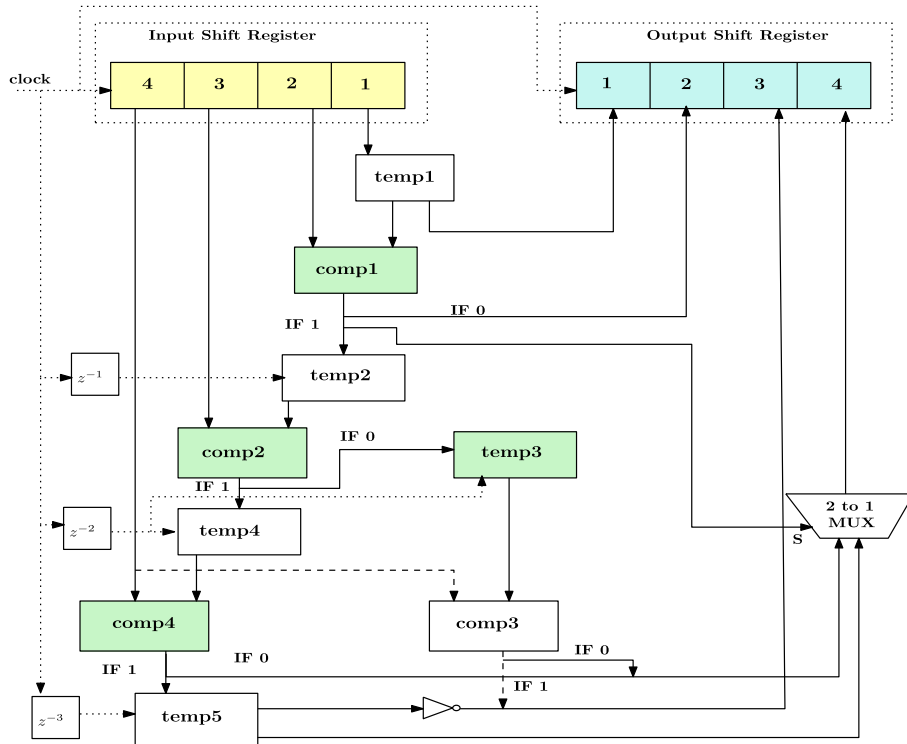 Input Shift Register
Output Shift Register
clock
4 3 2 1
1 2 3 4
temp1
comp1
IF 0
IF 1
z⁻¹
temp2
IF 0
comp2
temp3
IF 1
z⁻²
temp4
2 to 1
MUX
S
comp4
comp3
IF 0
IF 0
IF 1
IF 1
z⁻³
temp5